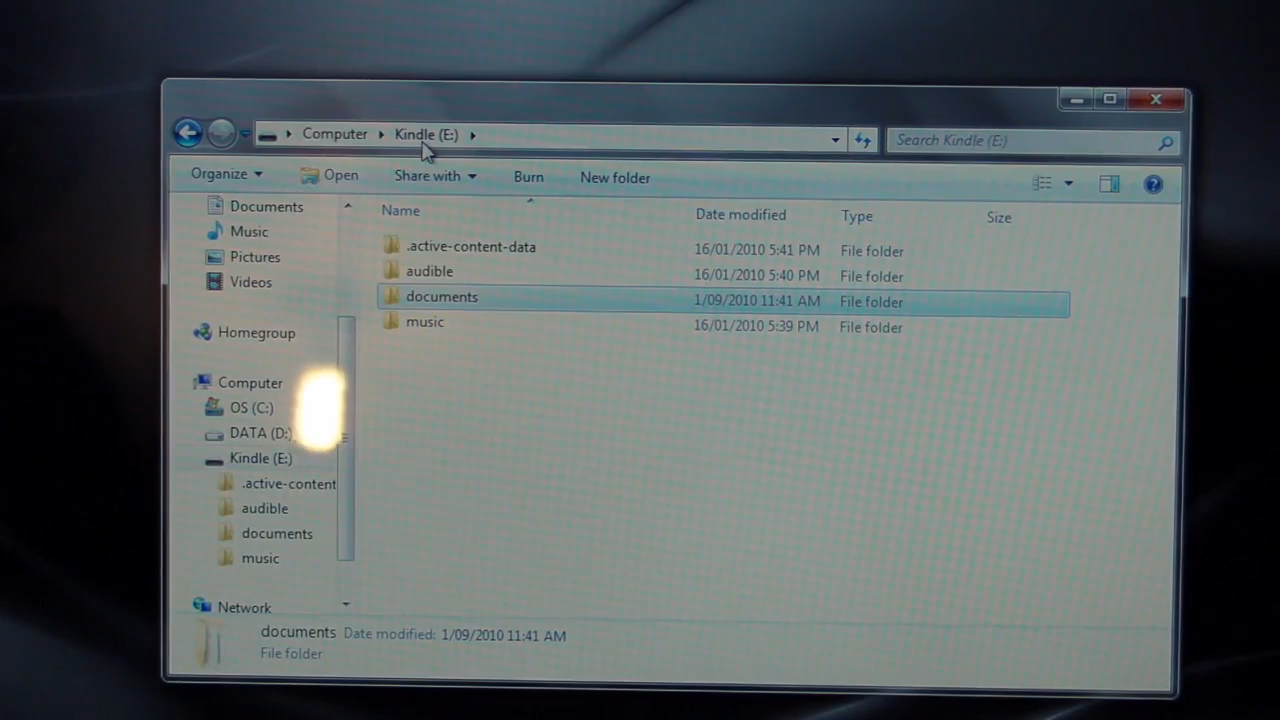 Computer Kindle (E:) Search Kindle (E:)
Organize Open Share with Burn New folder
Documents
Music
Pictures
Videos
Homegroup
Computer
OS (C:)
DATA (D:)
Kindle (E:)
.active-content
audible
documents
music
Network
Name Date modified Type Size
.active-content-data 16/01/2010 5:41 PM File folder
audible 16/01/2010 5:40 PM File folder
documents 1/09/2010 11:41 AM File folder
music 16/01/2010 5:39 PM File folder
documents Date modified: 1/09/2010 11:41 AM
File folder